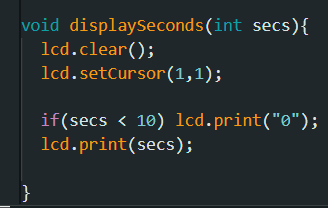 void displaySeconds(int secs){
lcd.clear();
lcd.setCursor(1,1);
if(secs < 10) lcd.print("0");
lcd.print(secs);
}